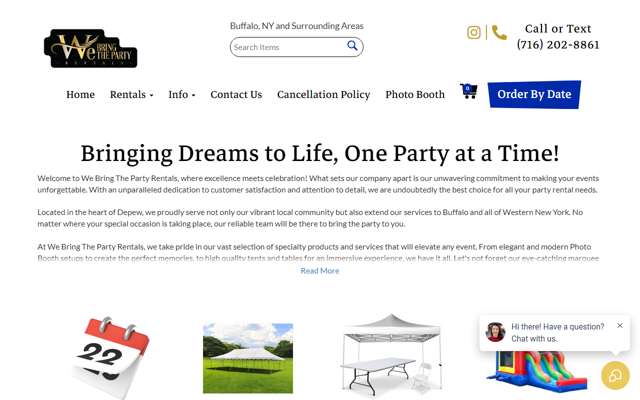 Buffalo, NY and Surrounding Areas
Call or Text
(716) 202-8861
We BRING THE PARTY
RENTALS
Search Items
Home
Rentals
Info
Contact Us
Cancellation Policy
Photo Booth
0
Order By Date
Bringing Dreams to Life, One Party at a Time!
Welcome to We Bring The Party Rentals, where excellence meets celebration! What sets our company apart is our unwavering commitment to making your events
unforgettable. With an unparalleled dedication to customer satisfaction and attention to detail, we are undoubtedly the best choice for all your party rental needs.
Located in the heart of Depew, we proudly serve not only our vibrant local community but also extend our services to Buffalo and all of Western New York. No
matter where your special occasion is taking place, our reliable team will be there to bring the party to you.
At We Bring The Party Rentals, we take pride in our vast selection of specialty products and services that will elevate any event. From elegant and modern Photo
Booth setups to create the perfect memories, to high quality tents and tables for an immersive experience, we have it all. Let's not forget our eye-catching marquee
Read More
22
Hi there! Have a question?
Chat with us.